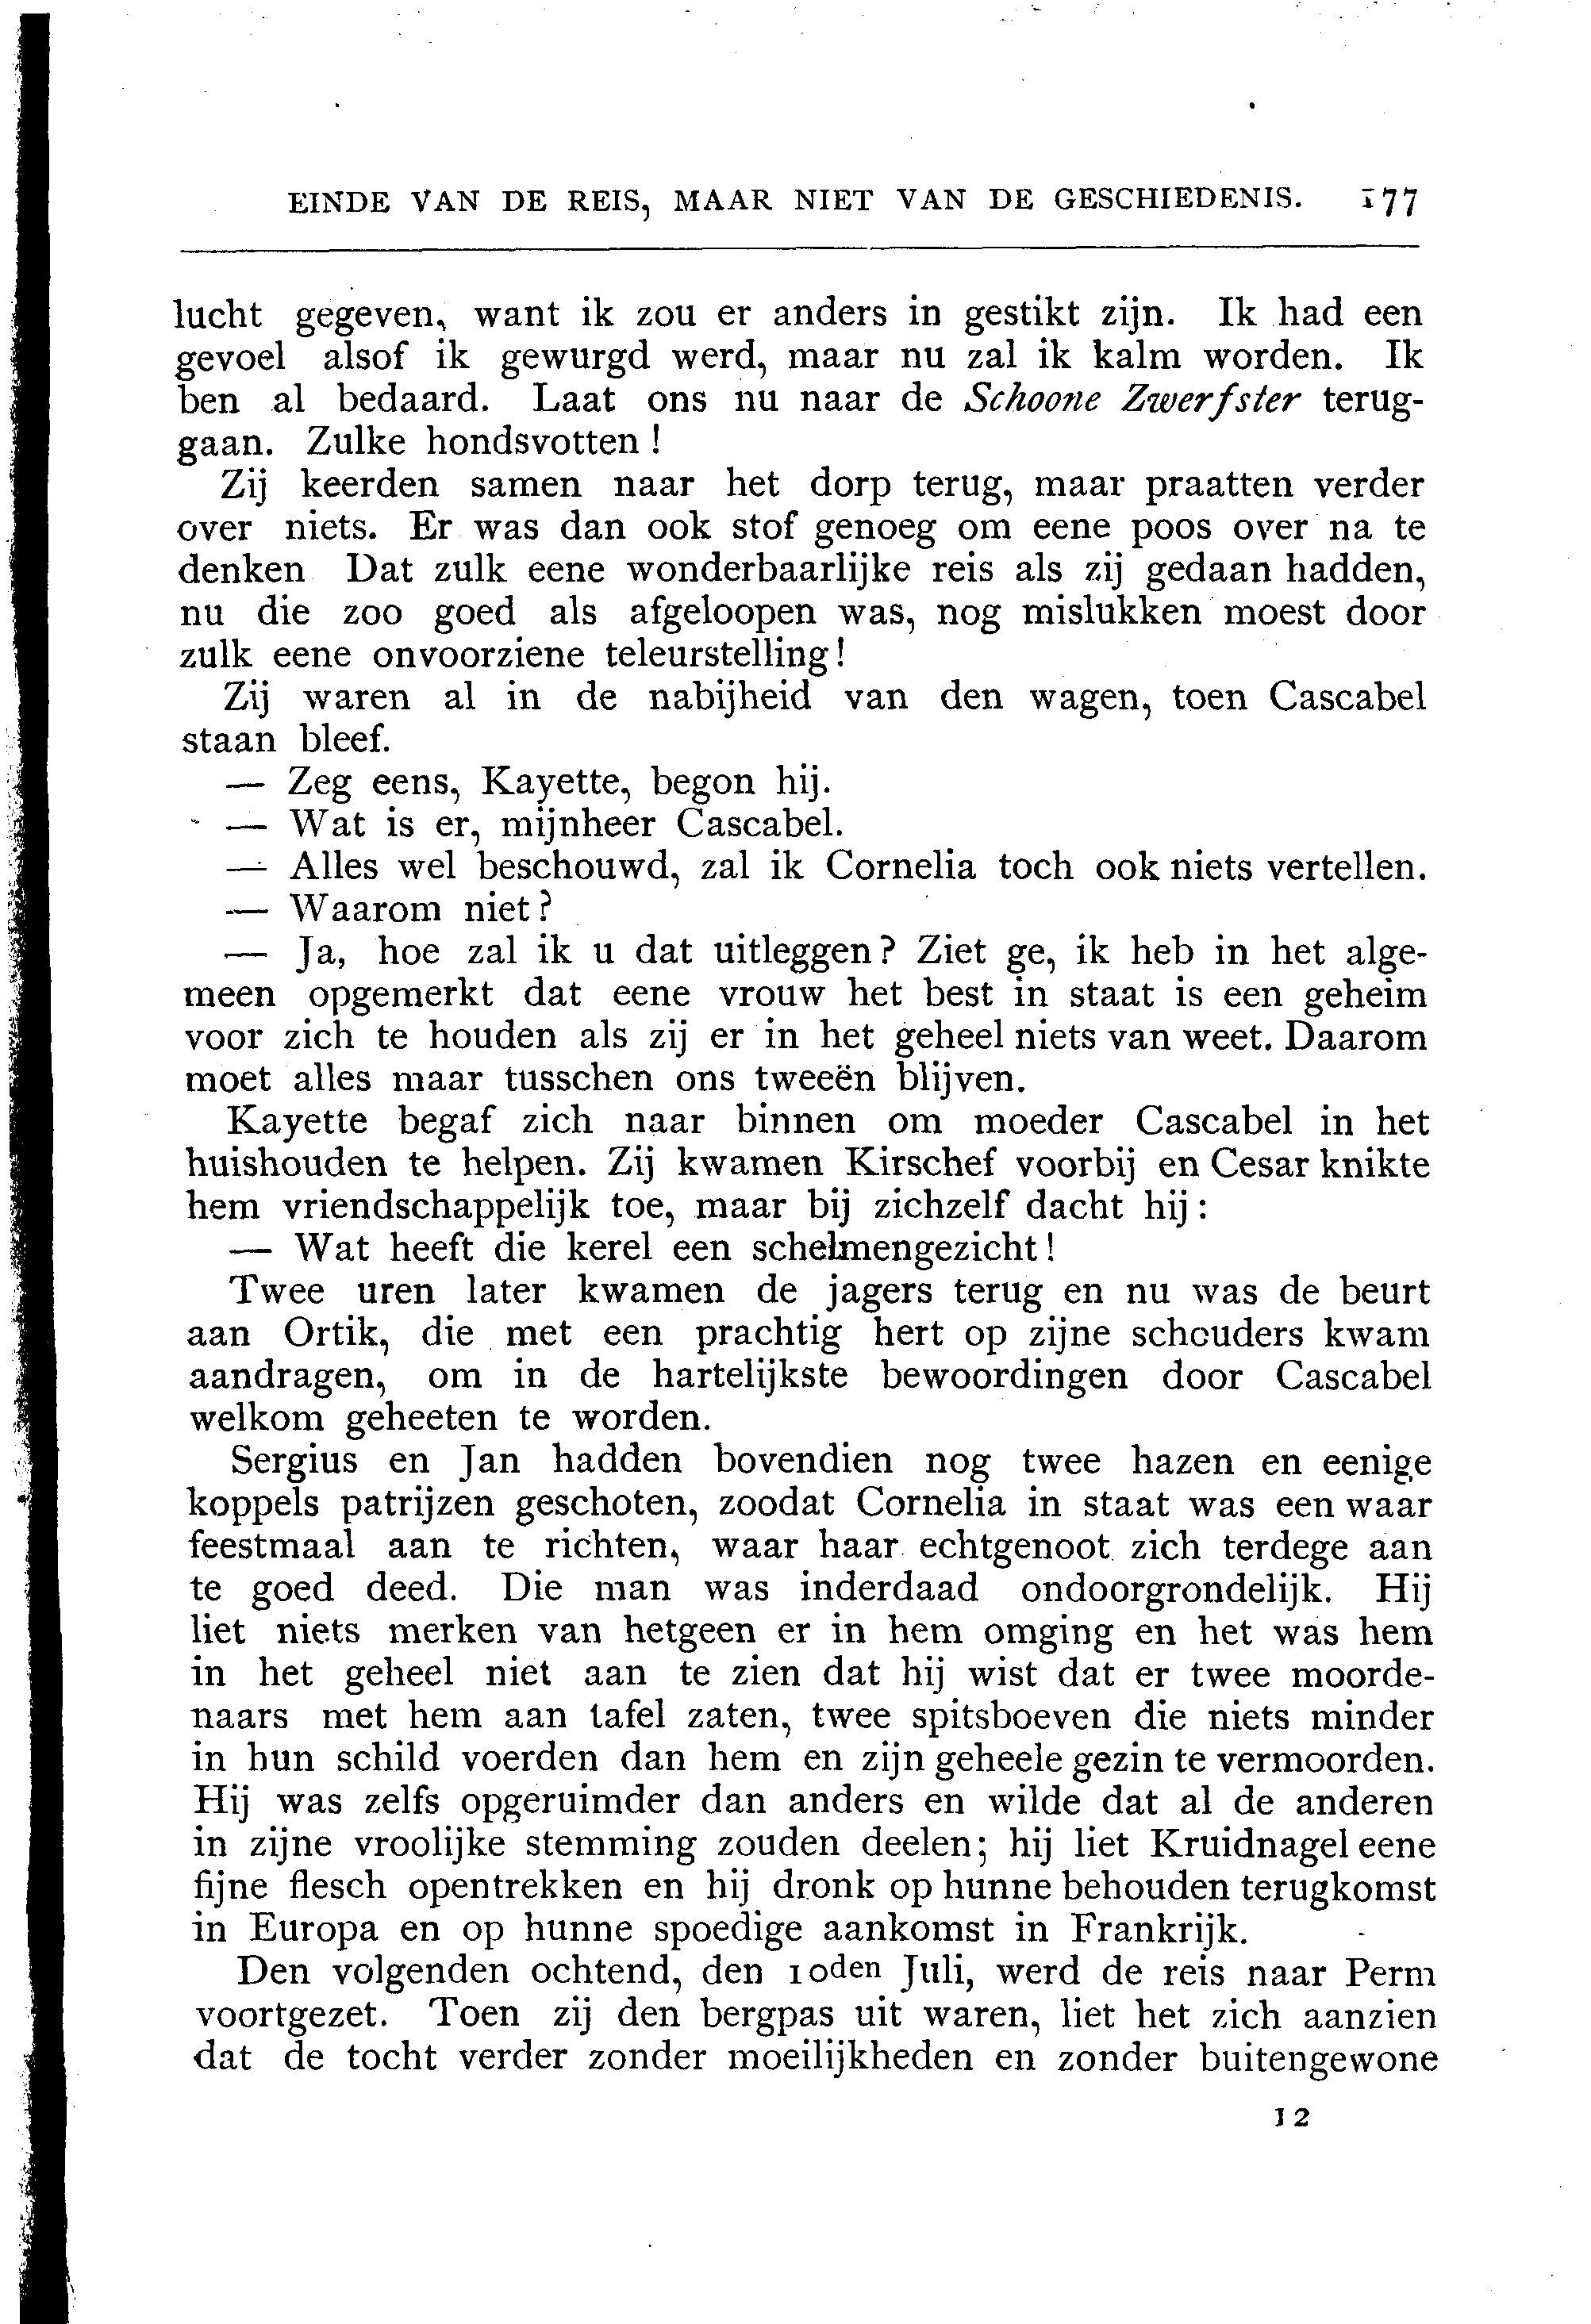 EINDE VAN DE REIS, MAAR NIET VAN DE GESCHIEDENIS. 177
lucht gegeven, want ik zou er anders in gestikt zijn. Ik had een
gevoel alsof ik gewurgd werd, maar nu zal ik kalm worden. Ik
ben al bedaard. Laat ons nu naar de Schoone Zwerfster terug-
gaan. Zulke hondsvotten!
Zij keerden samen naar het dorp terug, maar praatten verder
over niets. Er was dan ook stof genoeg om eene poos over na te
denken Dat zulk eene wonderbaarlijke reis als zij gedaan hadden,
nu die zoo goed als afgeloopen was, nog mislukken moest door
zulk eene onvoorziene teleurstelling!
Zij waren al in de nabijheid van den wagen, toen Cascabel
staan bleef.
— Zeg eens, Kayette, begon hij.
— Wat is er, mijnheer Cascabel.
— Alles wel beschouwd, zal ik Cornelia toch ook niets vertellen.
— Waarom niet?
— Ja, hoe zal ik u dat uitleggen? Ziet ge, ik heb in het alge-
meen opgemerkt dat eene vrouw het best in staat is een geheim
voor zich te houden als zij er in het geheel niets van weet. Daarom
moet alles maar tusschen ons tweeën blijven.
Kayette begaf zich naar binnen om moeder Cascabel in het
huishouden te helpen. Zij kwamen Kirschef voorbij en Cesar knikte
hem vriendschappelijk toe, maar bij zichzelf dacht hij:
— Wat heeft die kerel een schelmengezicht!
Twee uren later kwamen de jagers terug en nu was de beurt
aan Ortik, die met een prachtig hert op zijne schouders kwam
aandragen, om in de hartelijkste bewoordingen door Cascabel
welkom geheeten te worden.
Sergius en Jan hadden bovendien nog twee hazen en eenige
koppels patrijzen geschoten, zoodat Cornelia in staat was een waar
feestmaal aan te richten, waar haar echtgenoot zich terdege aan
te goed deed. Die man was inderdaad ondoorgrondelijk. Hij
liet niets merken van hetgeen er in hem omging en het was hem
in het geheel niet aan te zien dat hij wist dat er twee moorde-
naars met hem aan tafel zaten, twee spitsboeven die niets minder
in hun schild voerden dan hem en zijn geheele gezin te vermoorden.
Hij was zelfs opgeruimder dan anders en wilde dat al de anderen
in zijne vroolijke stemming zouden deelen; hij liet Kruidnagel eene
fijne flesch opentrekken en hij dronk op hunne behouden terugkomst
in Europa en op hunne spoedige aankomst in Frankrijk.
Den volgenden ochtend, den 10den Juli, werd de reis naar Perm
voortgezet. Toen zij den bergpas uit waren, liet het zich aanzien
dat de tocht verder zonder moeilijkheden en zonder buitengewone
12